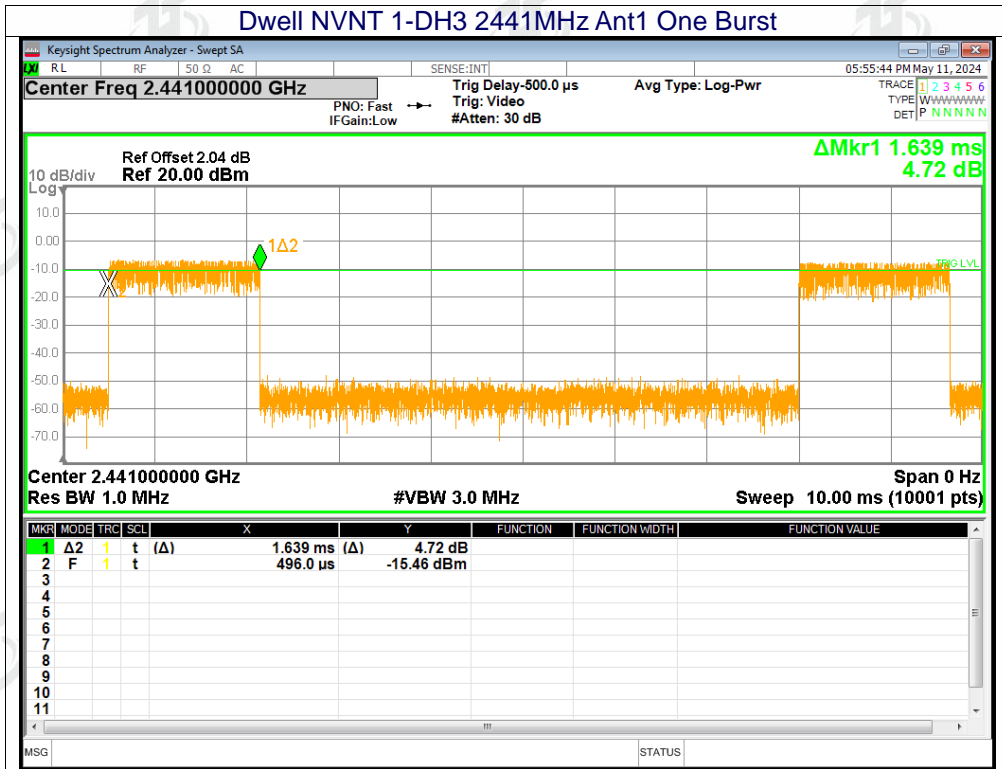 Dwell NVNT 1-DH3 2441MHz Ant1 One Burst
Keysight Spectrum Analyzer - Swept SA
LXI RL RF 50 Ω AC SENSE:INT 05:55:44 PM May 11, 2024
Center Freq 2.441000000 GHz
PNO: Fast
IFGain:Low
Trig Delay-500.0 µs
Trig: Video
#Atten: 30 dB
Avg Type: Log-Pwr
TRACE 1 2 3 4 5 6
TYPE WWWWWWW
DET P N N N N N
ΔMkr1 1.639 ms
4.72 dB
Ref Offset 2.04 dB
10 dB/div Ref 20.00 dBm
Log
10.0
0.00
-10.0
-20.0
-30.0
-40.0
-50.0
-60.0
-70.0
1Δ2
TRIG LVL
Center 2.441000000 GHz Span 0 Hz
Res BW 1.0 MHz #VBW 3.0 MHz Sweep 10.00 ms (10001 pts)
MKR MODE TRC SCL X Y FUNCTION FUNCTION WIDTH FUNCTION VALUE
1 Δ2 1 t (Δ) 1.639 ms (Δ) 4.72 dB
2 F 1 t 496.0 µs -15.46 dBm
3
4
5
6
7
8
9
10
11
MSG STATUS